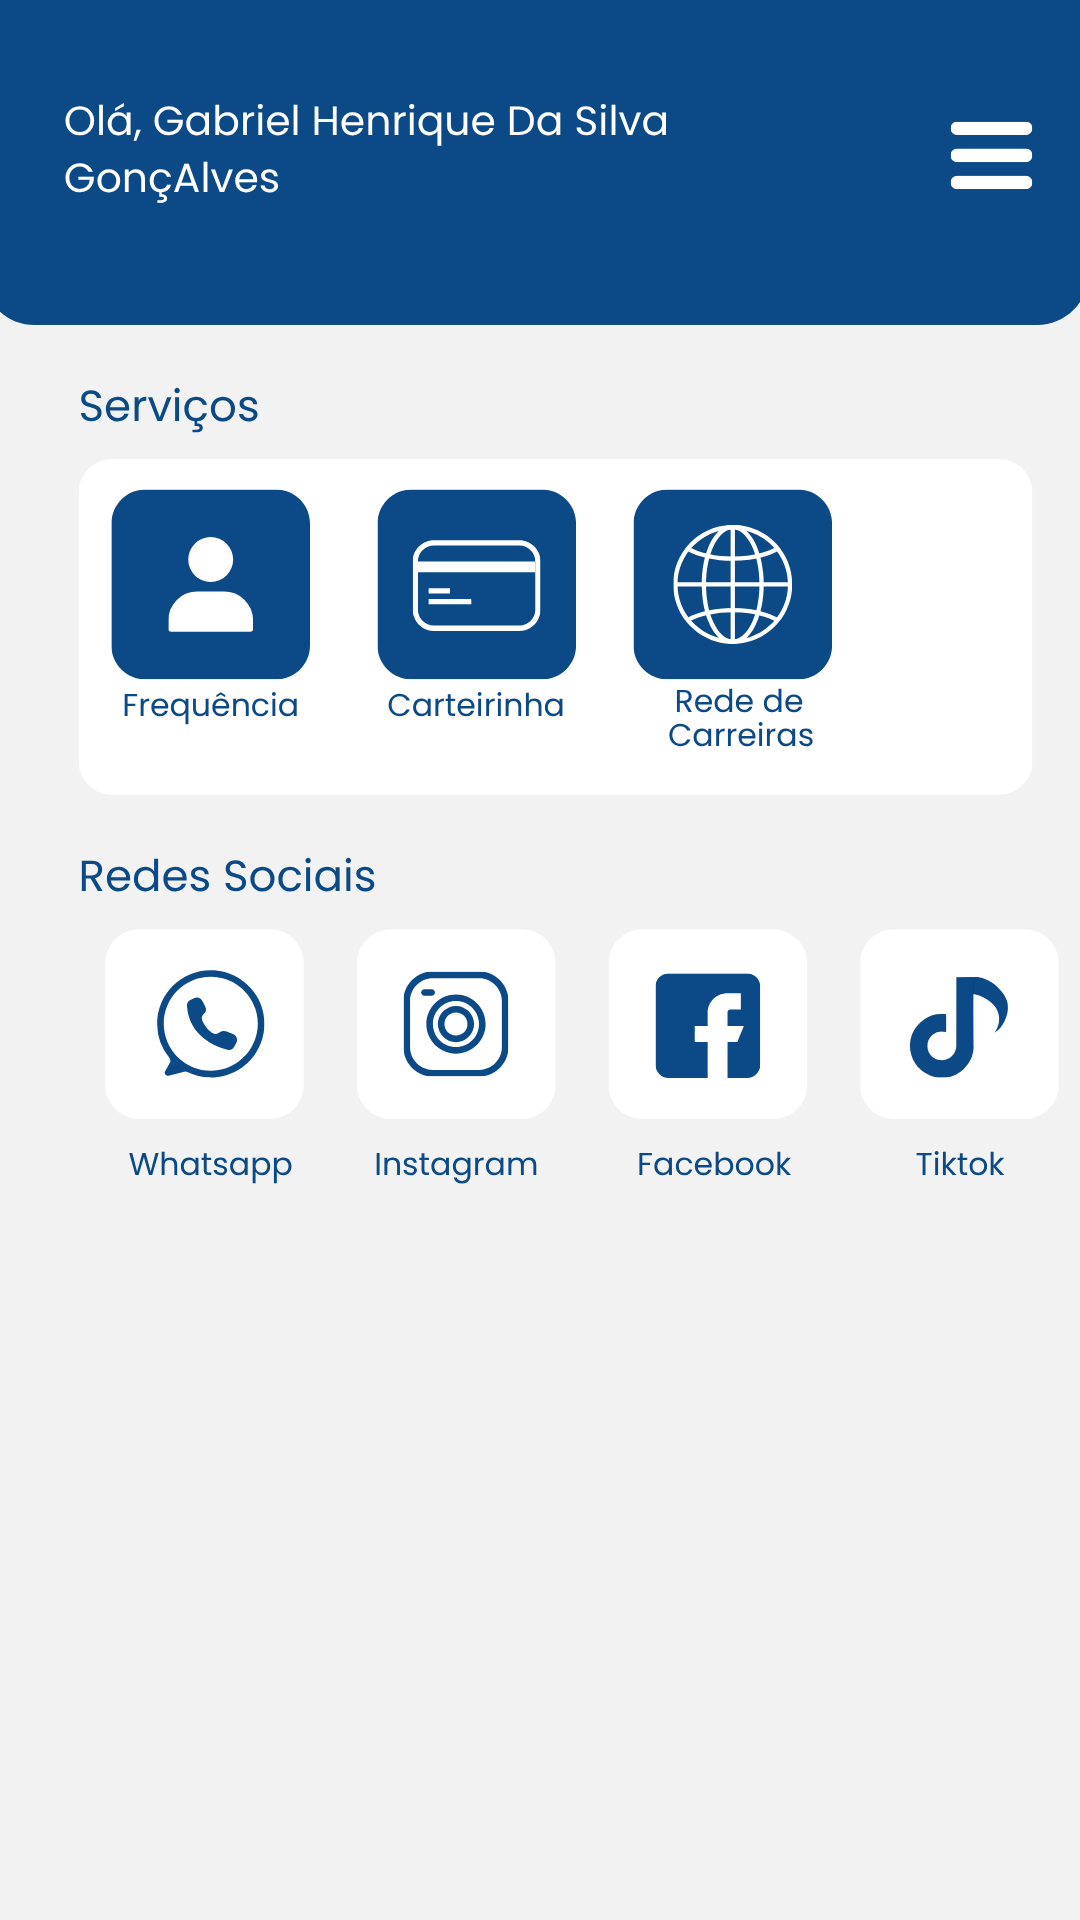 Olá, Gabriel Henrique Da Silva
GonçAlves
Serviços
Frequência
Carteirinha
Rede de
Carreiras
Redes Sociais
Whatsapp
Instagram
Facebook
Tiktok